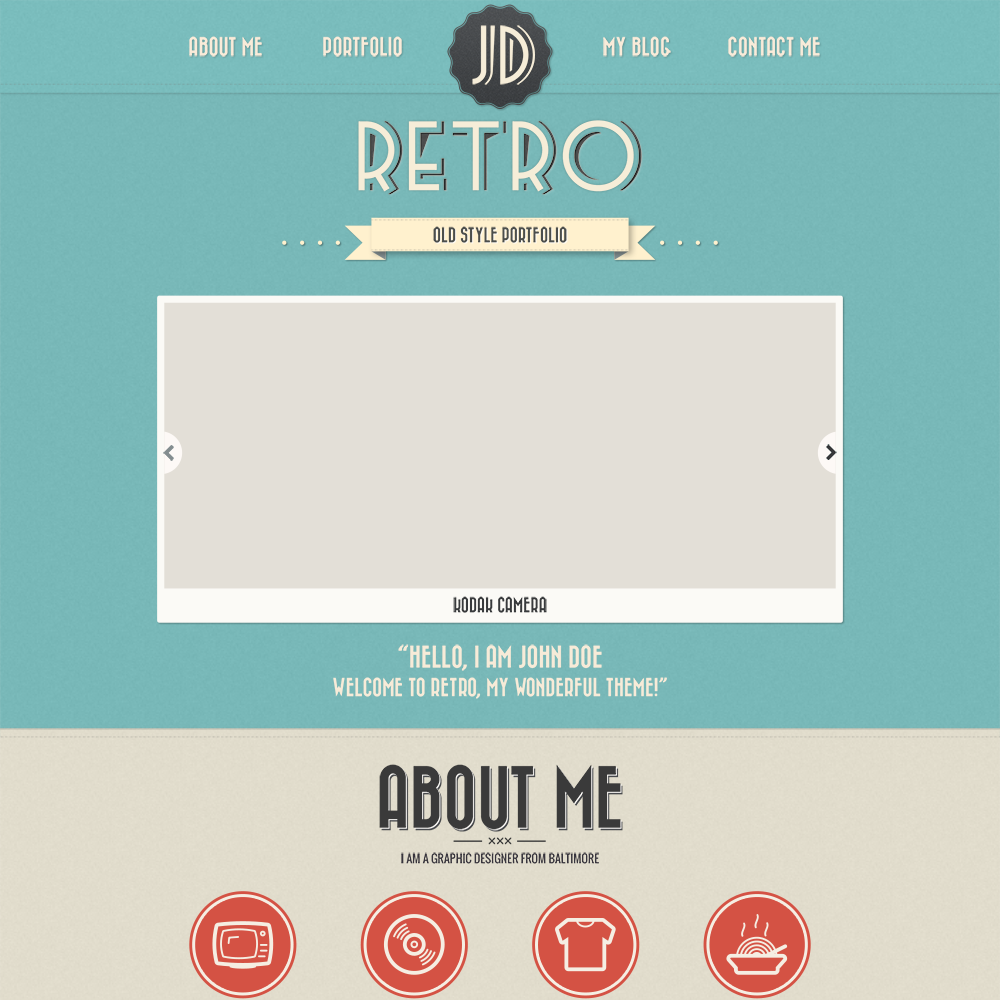 ABOUT ME
PORTFOLIO
JD
MY BLOG
CONTACT ME
RETRO
OLD STYLE PORTFOLIO
KODAK CAMERA
“HELLO, I AM JOHN DOE
WELCOME TO RETRO, MY WONDERFUL THEME!”
ABOUT ME
×××
I AM A GRAPHIC DESIGNER FROM BALTIMORE